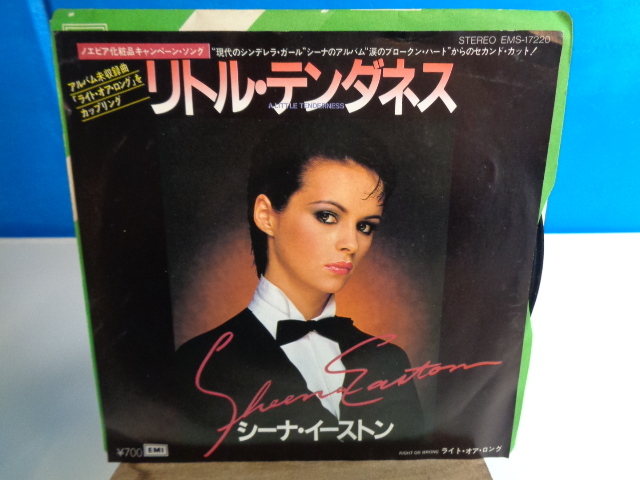 STEREO EMS-17220
ノエビア化粧品キャンペーン・ソング
"現代のシンデレラ・ガール"シーナのアルバム"涙のブロークン・ハート"からのセカンド・カット!
アルバム未収録曲
「ライト・オア・ロング」を
カップリング
リトル・テンダネス
A LITTLE TENDERNESS
Sheena Easton
シーナ・イーストン
¥700 EMI
RIGHT OR WRONG ライト・オア・ロング